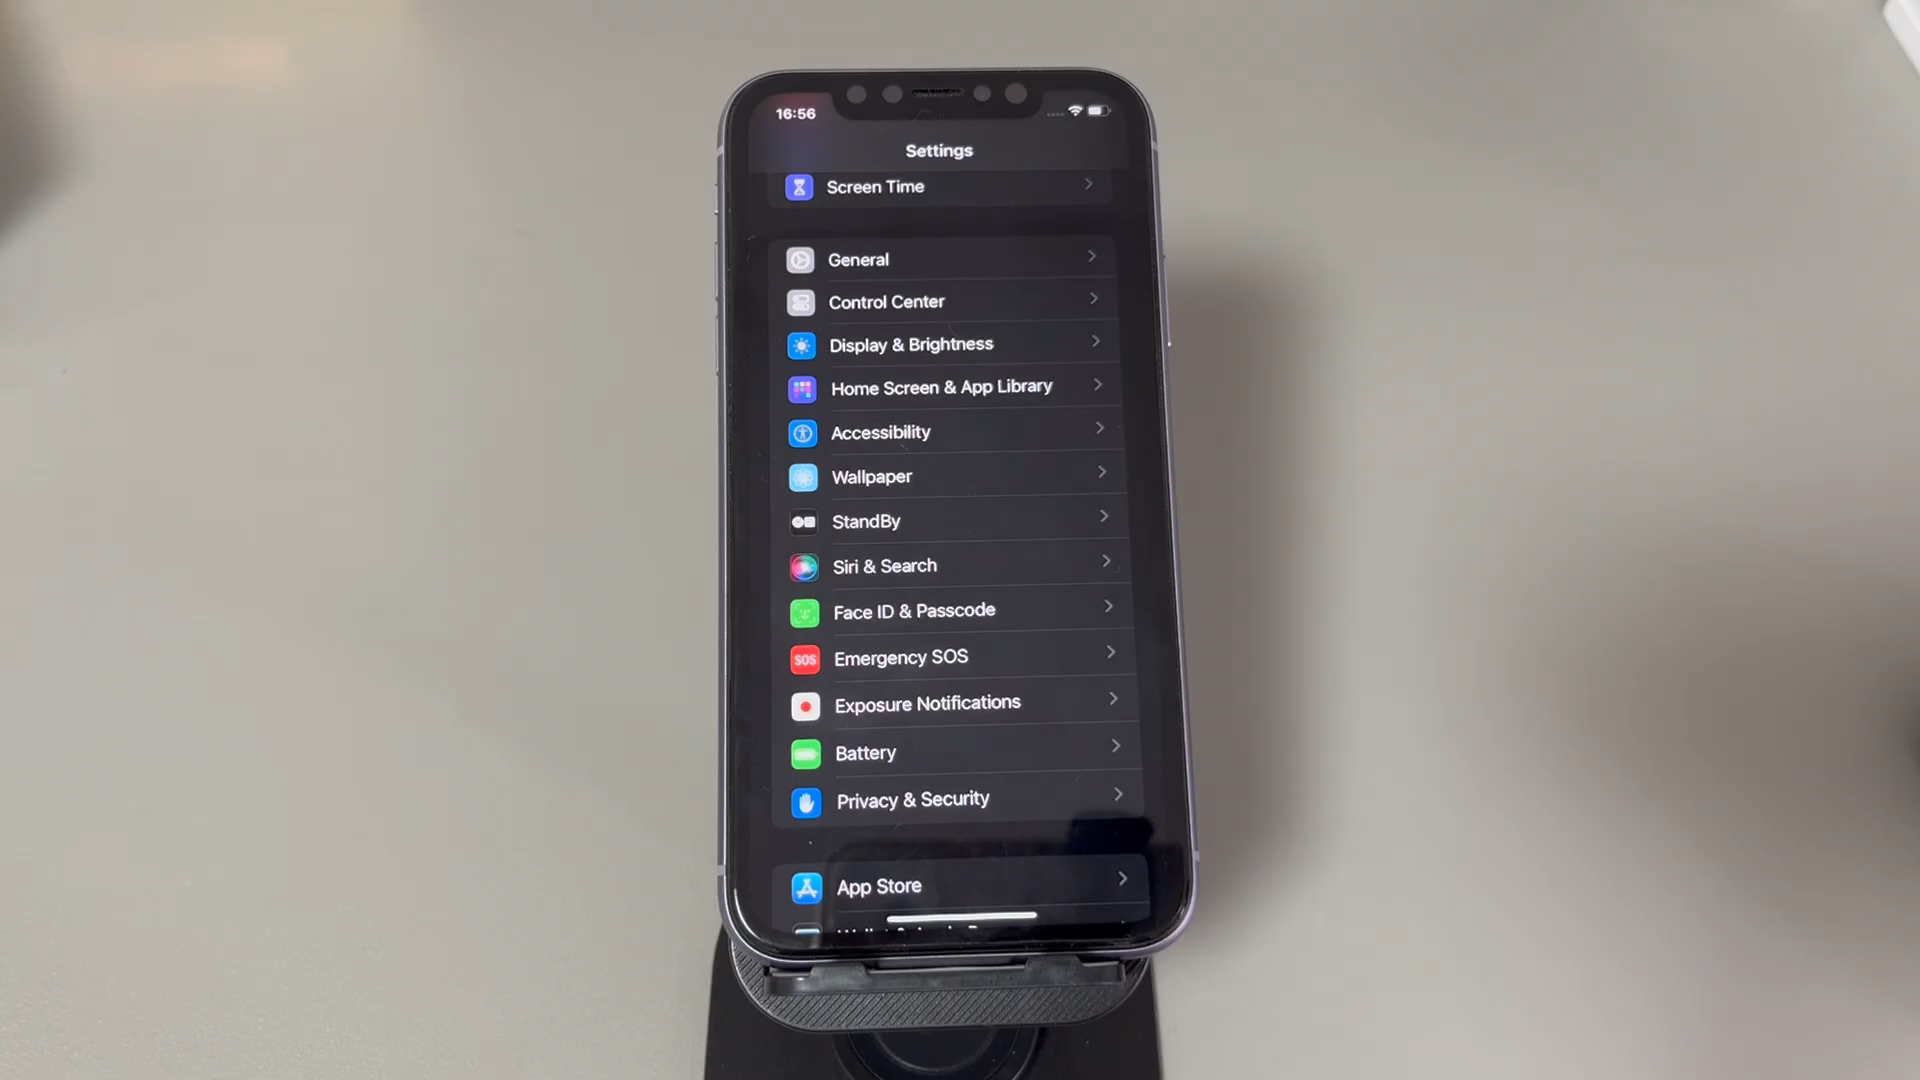 16:56
Settings
Screen Time
General
Control Center
Display & Brightness
Home Screen & App Library
Accessibility
Wallpaper
StandBy
Siri & Search
Face ID & Passcode
SOS
Emergency SOS
Exposure Notifications
Battery
Privacy & Security
App Store